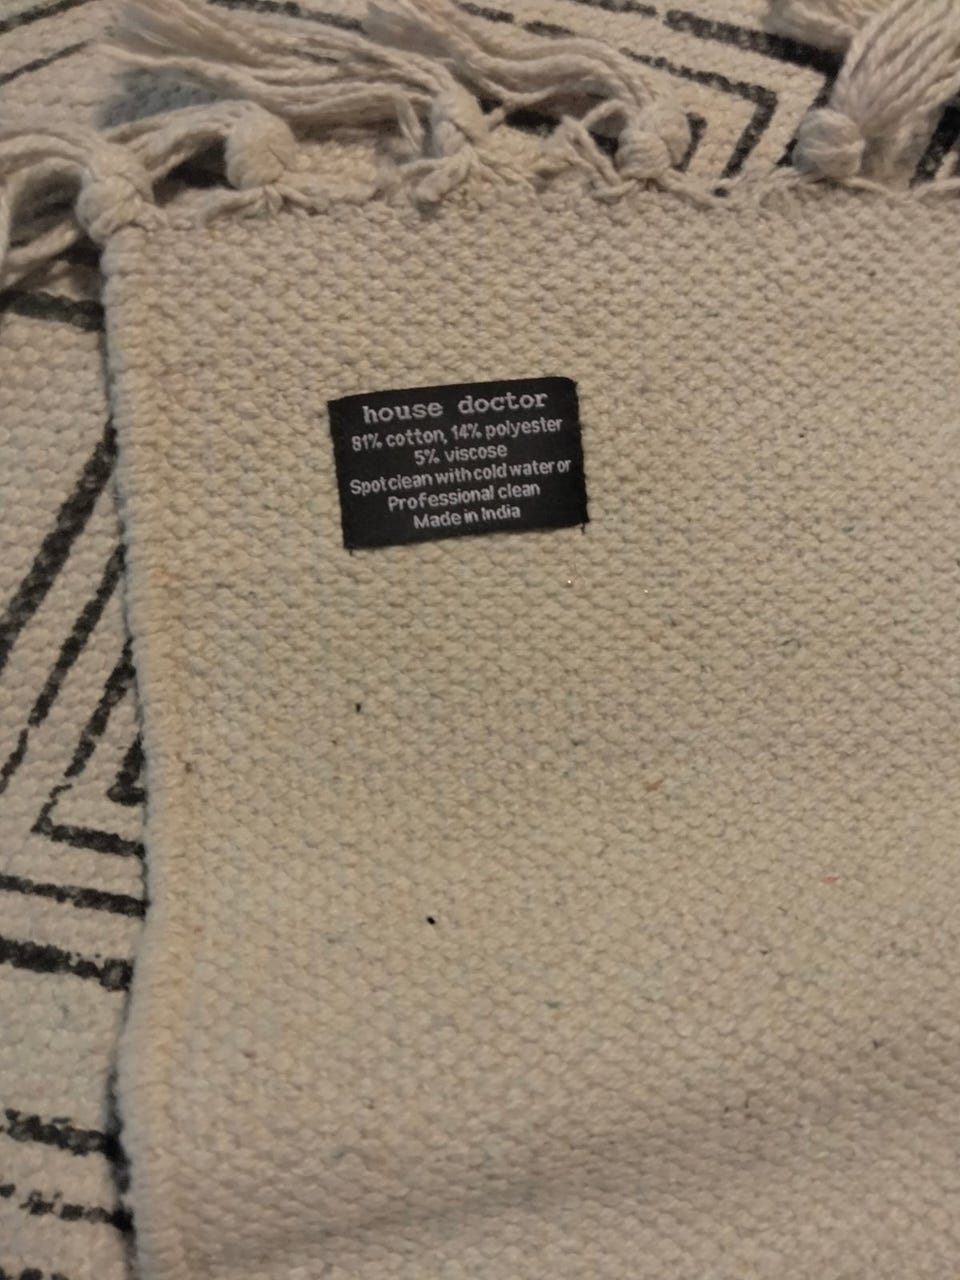 house doctor
81% cotton, 14% polyester
5% viscose
Spot clean with cold water or
Professional clean
Made in India